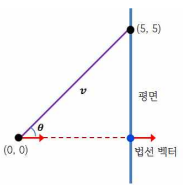 (5, 5)
v
평면
θ
(0, 0)
법선 벡터